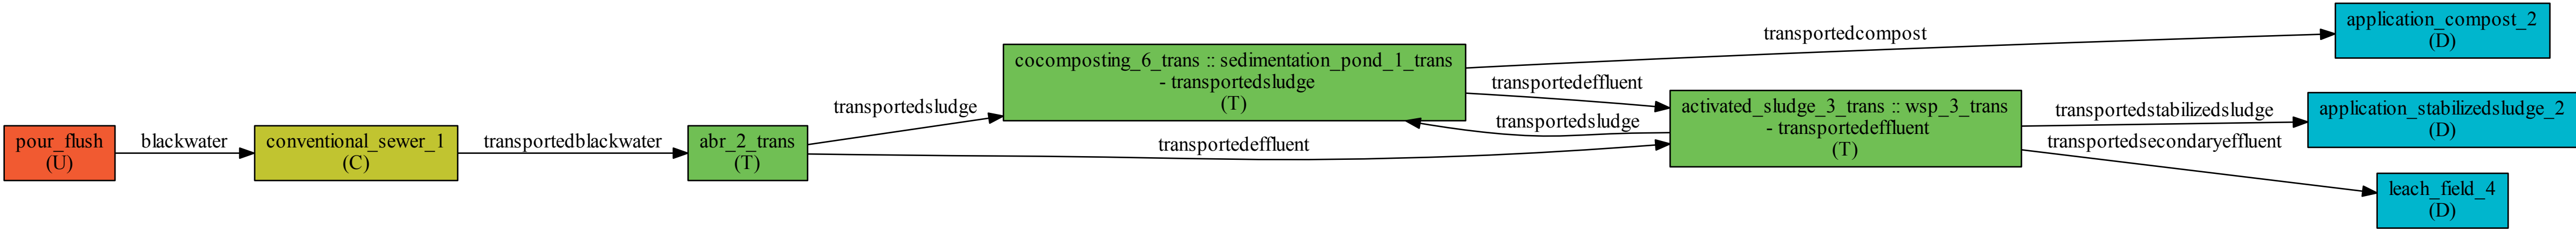 pour_flush
(U)
blackwater
conventional_sewer_1
(C)
transportedblackwater
abr_2_trans
(T)
transportedsludge
transportedeffluent
cocomposting_6_trans :: sedimentation_pond_1_trans
- transportedsludge
(T)
transportedcompost
transportedeffluent
transportedsludge
activated_sludge_3_trans :: wsp_3_trans
- transportedeffluent
(T)
transportedstabilizedsludge
transportedsecondaryeffluent
application_compost_2
(D)
application_stabilizedsludge_2
(D)
leach_field_4
(D)